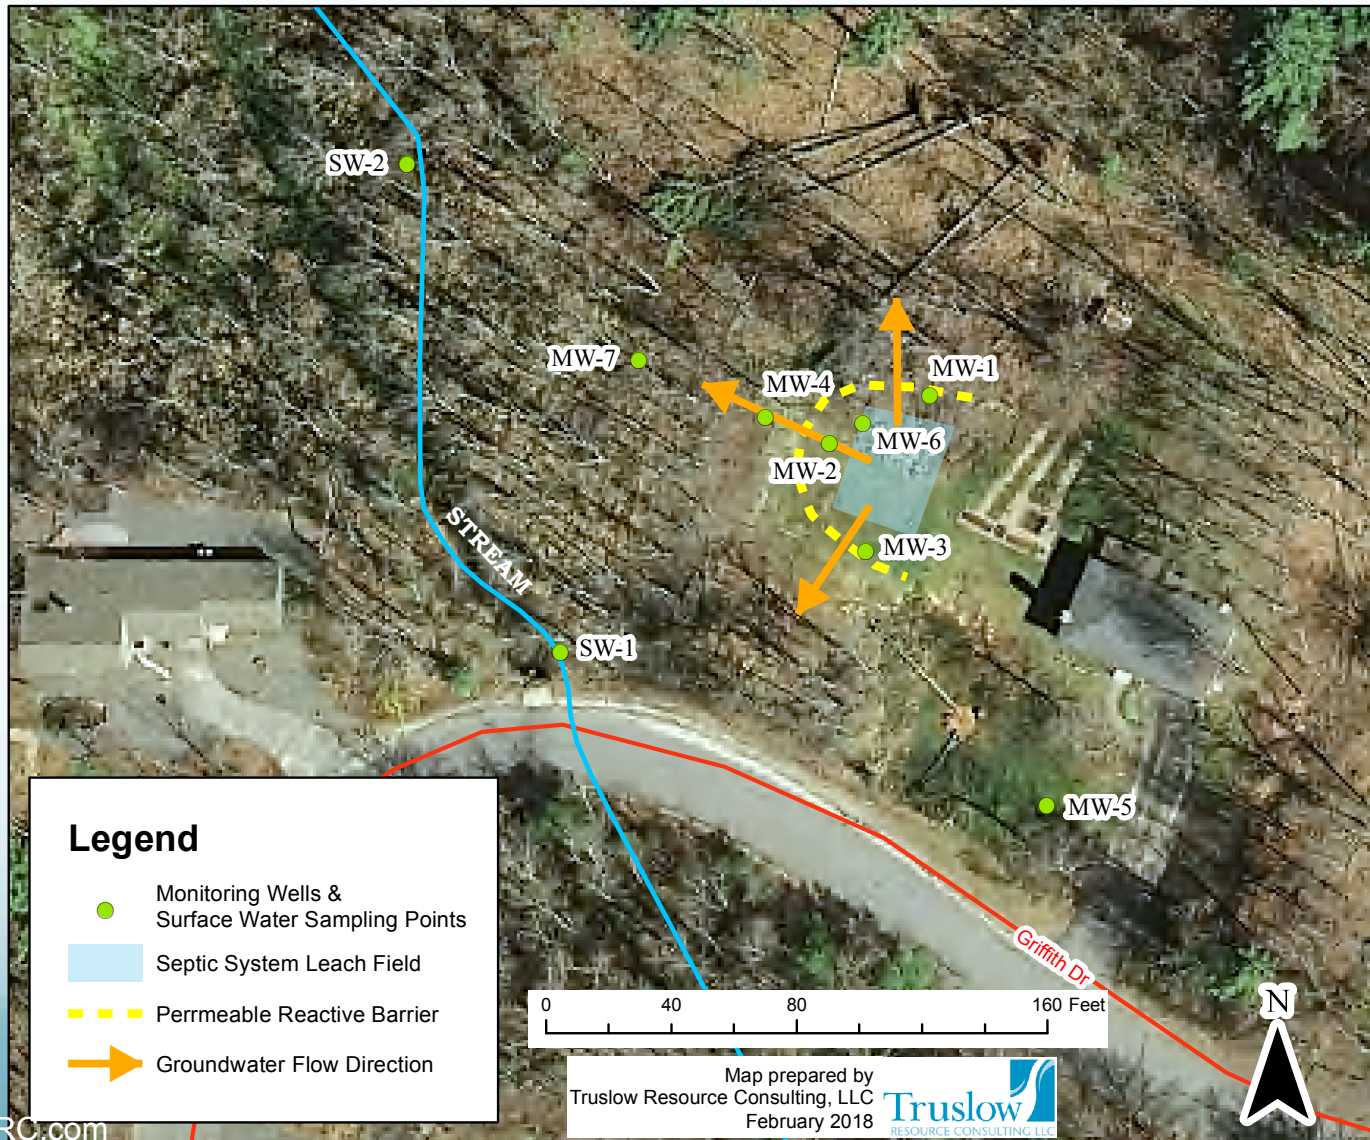 SW-2
MW-7
MW-4
MW-1
MW-6
MW-2
MW-3
STREAM
SW-1
MW-5
Griffith Dr
Legend
Monitoring Wells &
Surface Water Sampling Points
Septic System Leach Field
Perrmeable Reactive Barrier
Groundwater Flow Direction
0 40 80 160 Feet
N
Map prepared by
Truslow Resource Consulting, LLC
February 2018
Truslow
RESOURCE CONSULTING LLC
RC.com